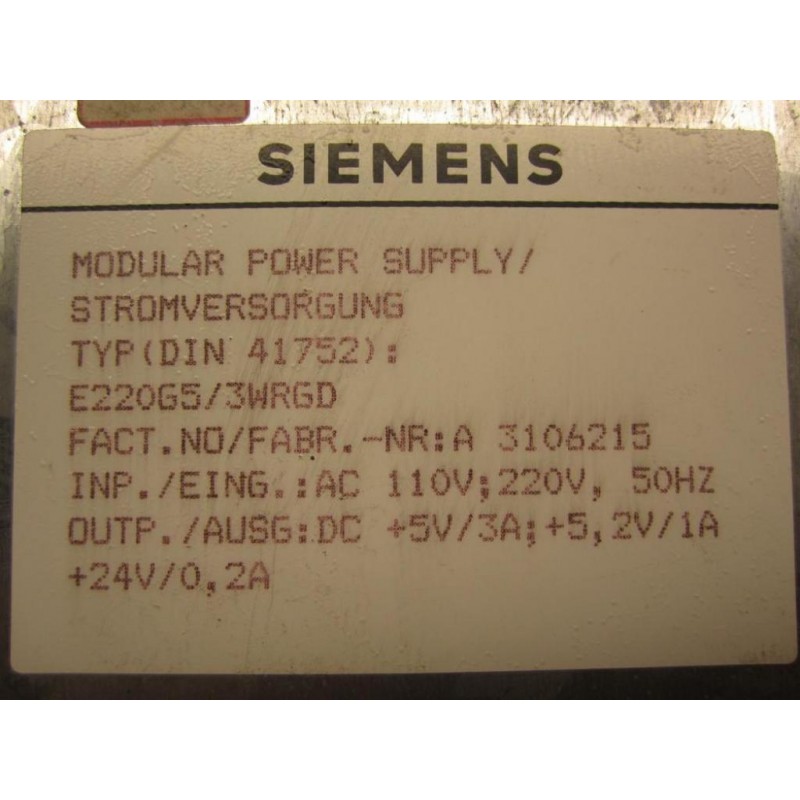 SIEMENS
MODULAR POWER SUPPLY/
STROMVERSORGUNG
TYP(DIN 41752):
E220G5/3WRGD
FACT.NO/FABR.-NR:A 3106215
INP./EING.:AC 110V;220V, 50HZ
OUTP./AUSG:DC +5V/3A;+5,2V/1A
+24V/0,2A